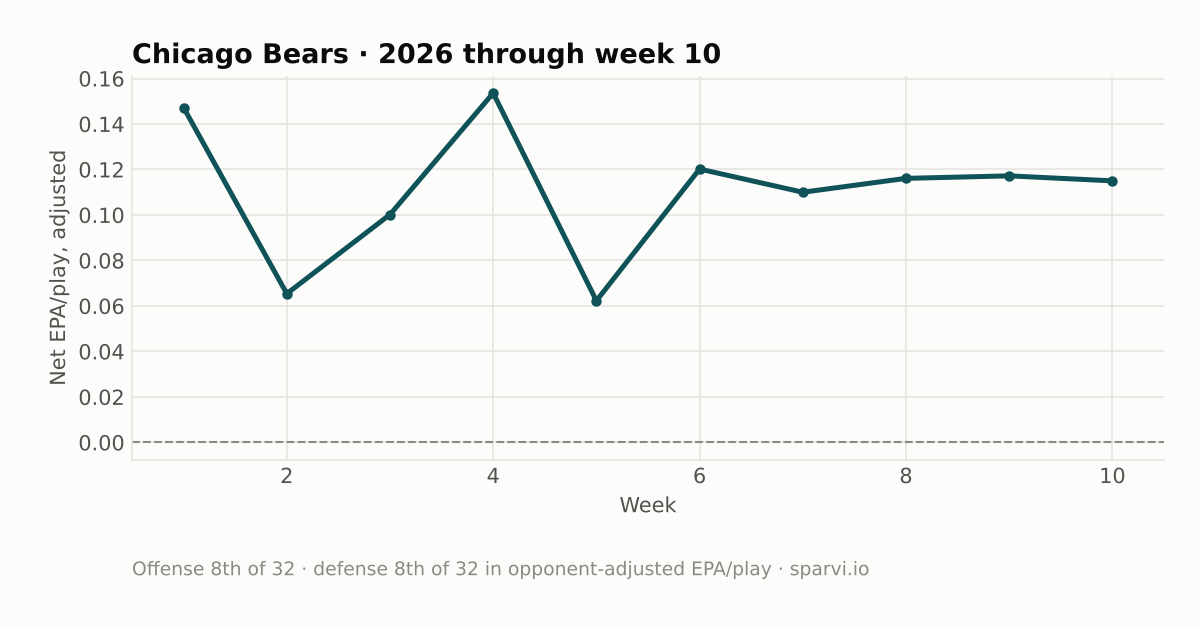 Chicago Bears · 2026 through week 10
0.16
0.14
0.12
0.10
0.08
0.06
0.04
0.02
0.00
Net EPA/play, adjusted
2 4 6 8 10
Week
Offense 8th of 32 · defense 8th of 32 in opponent-adjusted EPA/play · sparvi.io